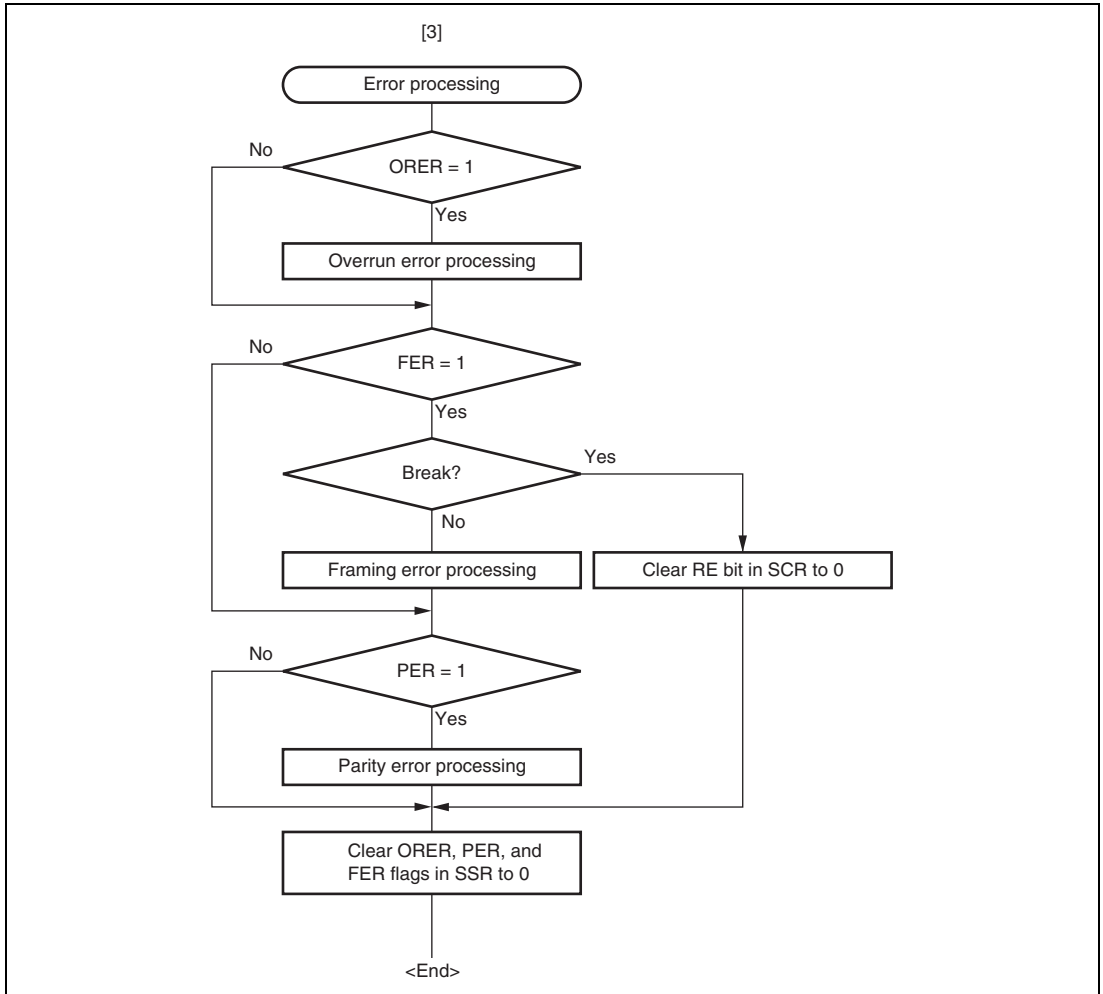 [3]
Error processing
No
ORER = 1
Yes
Overrun error processing
No
FER = 1
Yes
Break?
Yes
No
Framing error processing
Clear RE bit in SCR to 0
No
PER = 1
Yes
Parity error processing
Clear ORER, PER, and
FER flags in SSR to 0
<End>